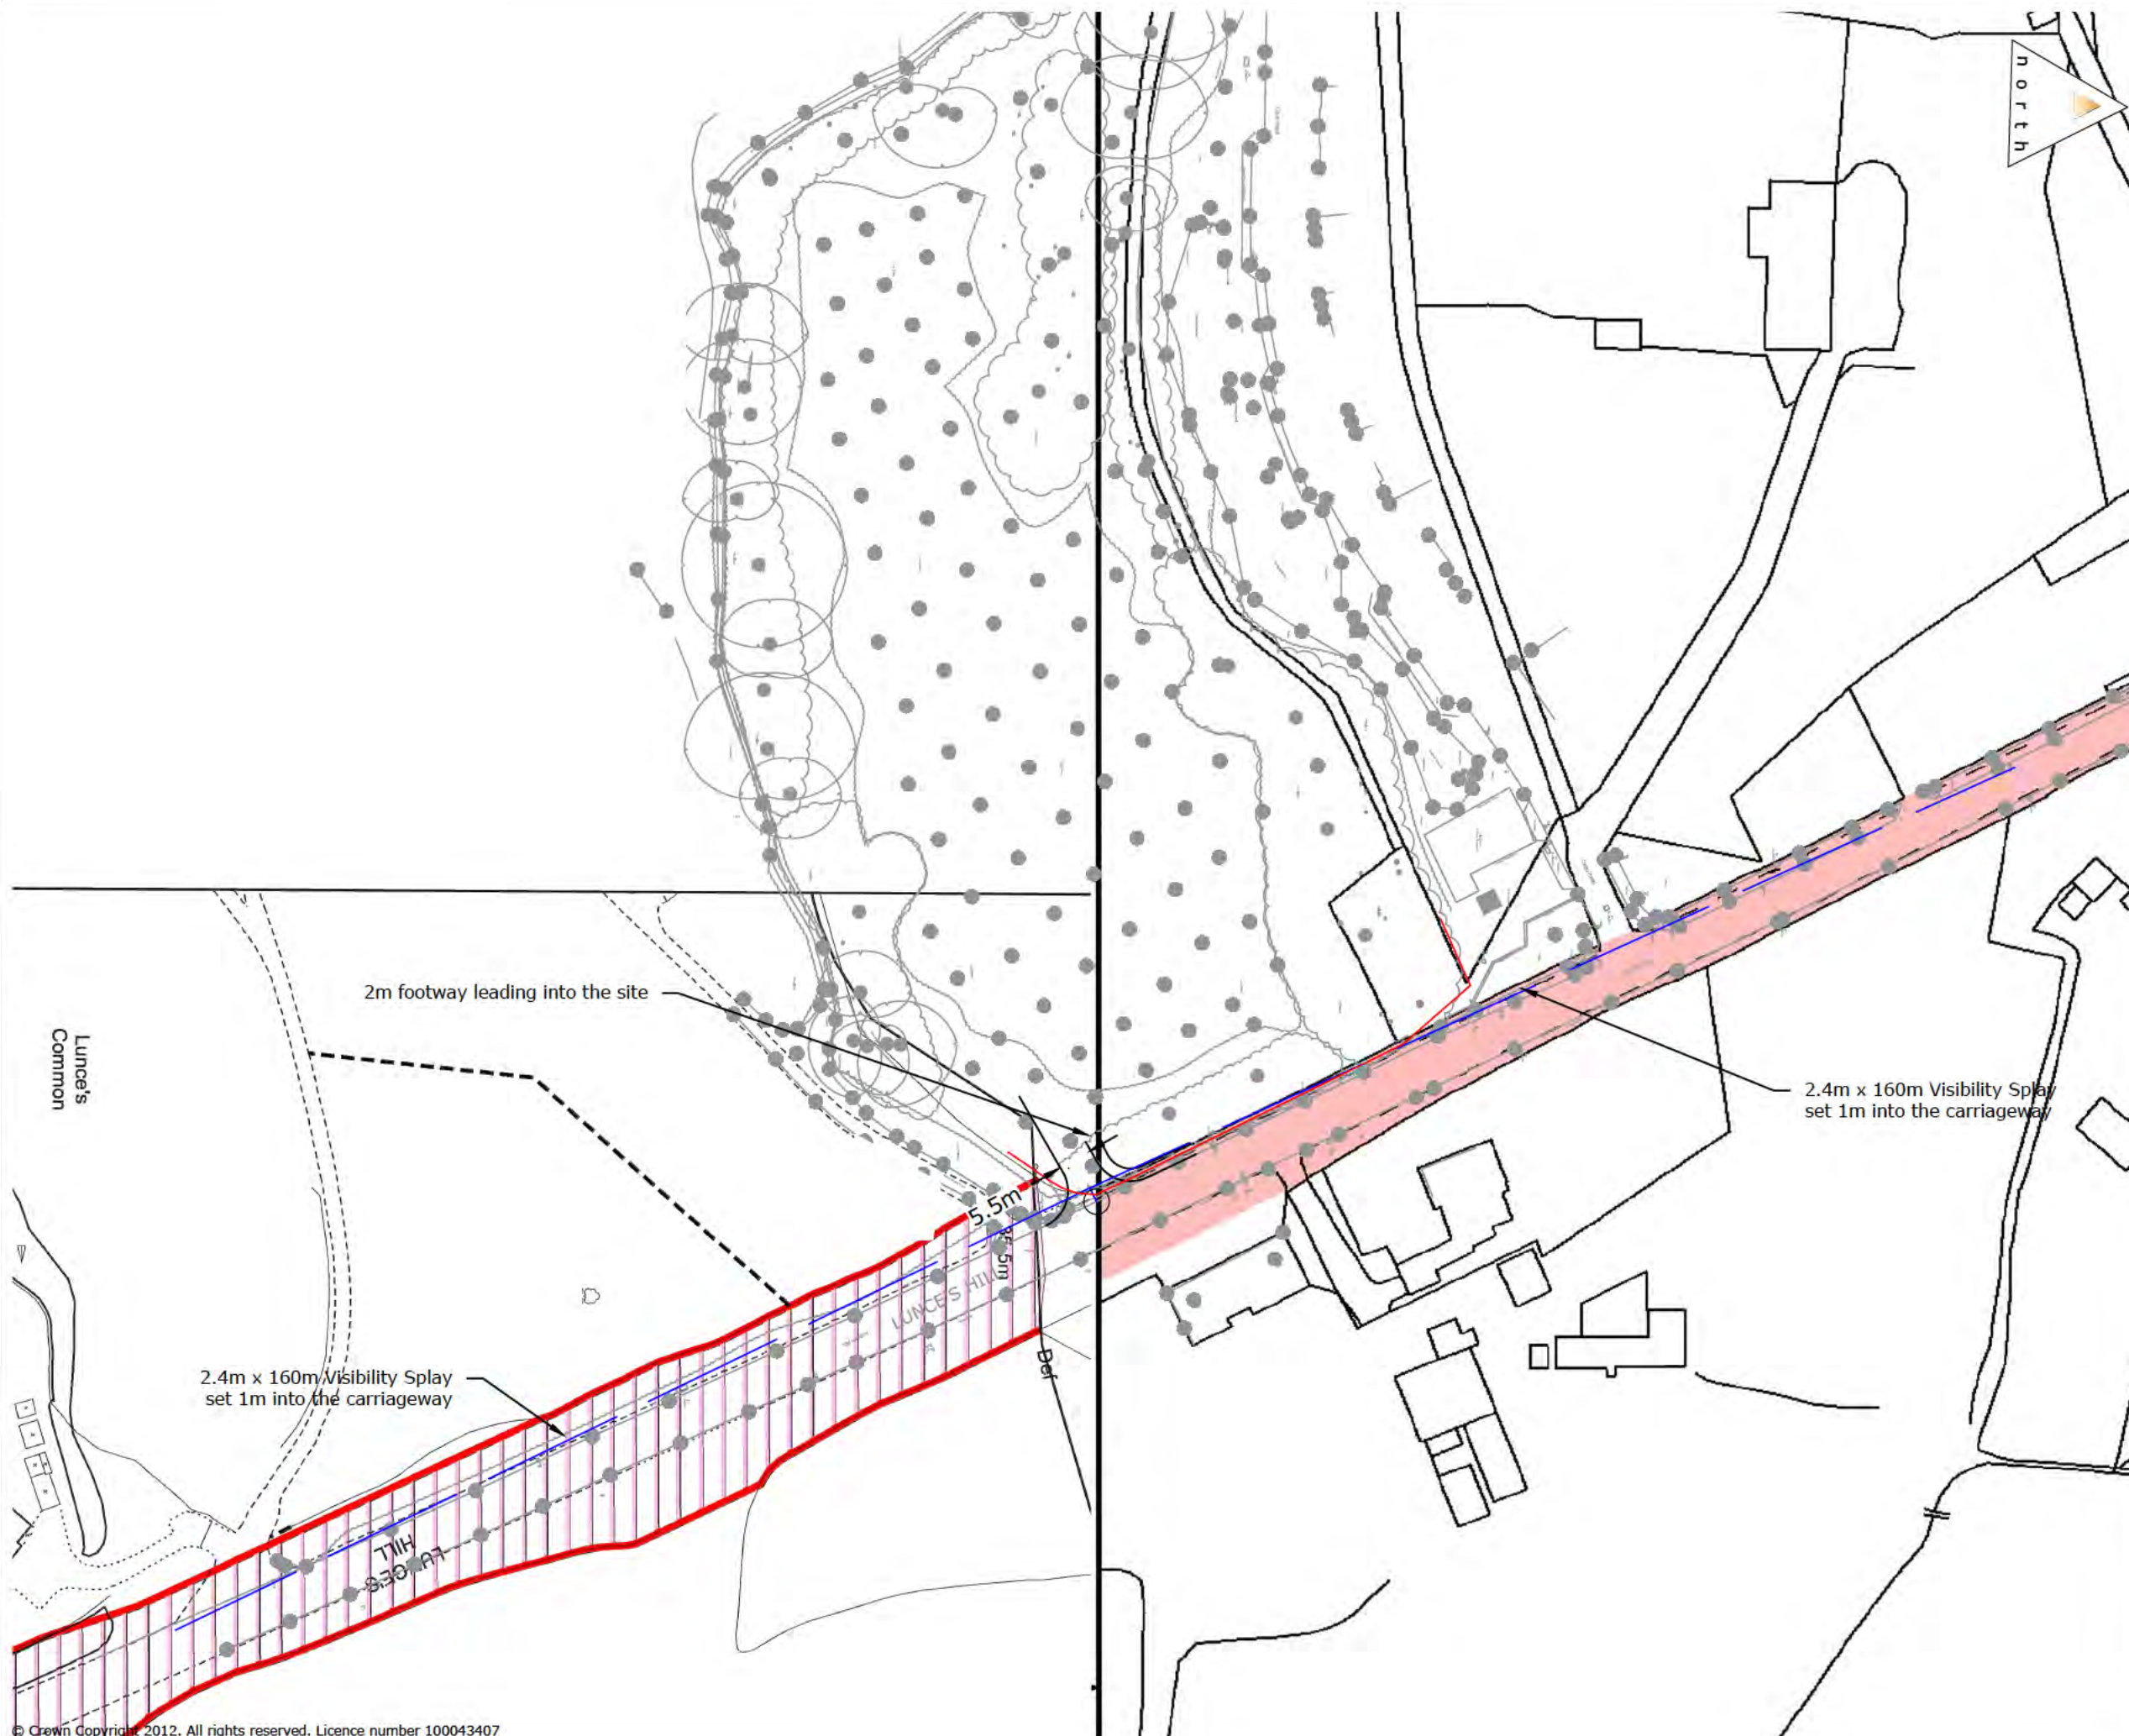 north
2m footway leading into the site
Lunce's
Common
2.4m x 160m Visibility Splay
set 1m into the carriageway
5.5m
5m
LUNCE'S HILL
Def
2.4m x 160m Visibility Splay
set 1m into the carriageway
HILL
© Crown Copyright 2012. All rights reserved. Licence number 100043407